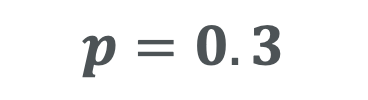 p = 0.3